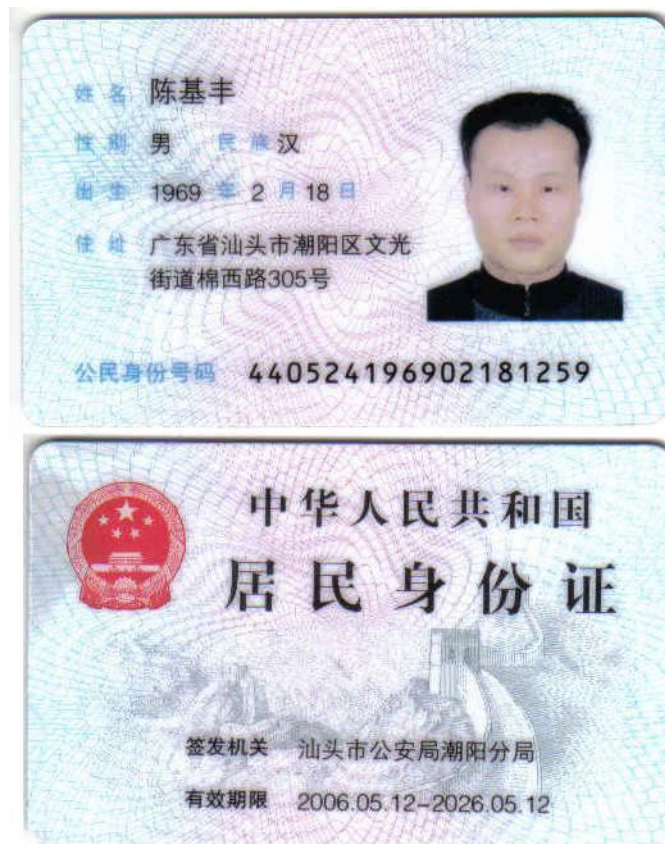 姓名 陈基丰
性别 男 民族 汉
出生 1969 年 2 月 18 日
住址 广东省汕头市潮阳区文光
街道棉西路305号
公民身份号码 440524196902181259
中华人民共和国
居民身份证
签发机关 汕头市公安局潮阳分局
有效期限 2006.05.12-2026.05.12